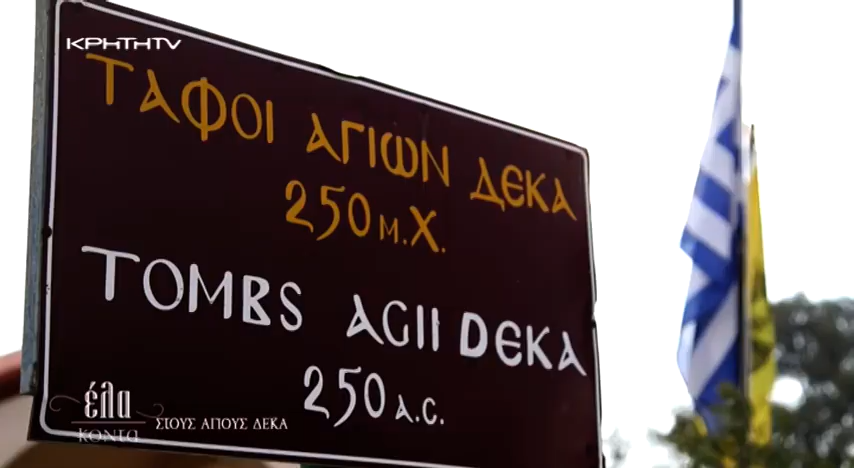 ΚΡΗΤΗTV
ΤΑΦΟΙ ΑΓΙΩΝ ΔΕΚΑ
250 Μ.Χ.
TOMBS AGII DEKA
250 A.C.
έλα
κοντά
ΣΤΟΥΣ ΑΓΙΟΥΣ ΔΕΚΑ